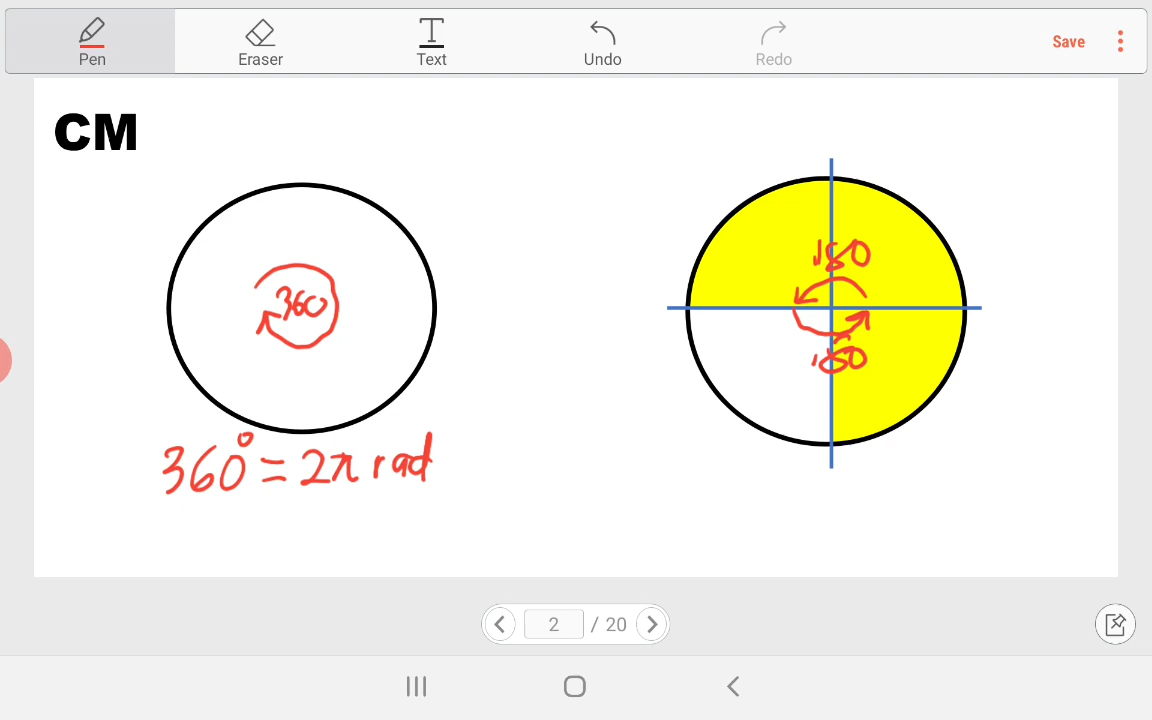 Pen
Eraser
Text
Undo
Redo
Save
CM
360
180
180
360° = 2π rad
2 / 20